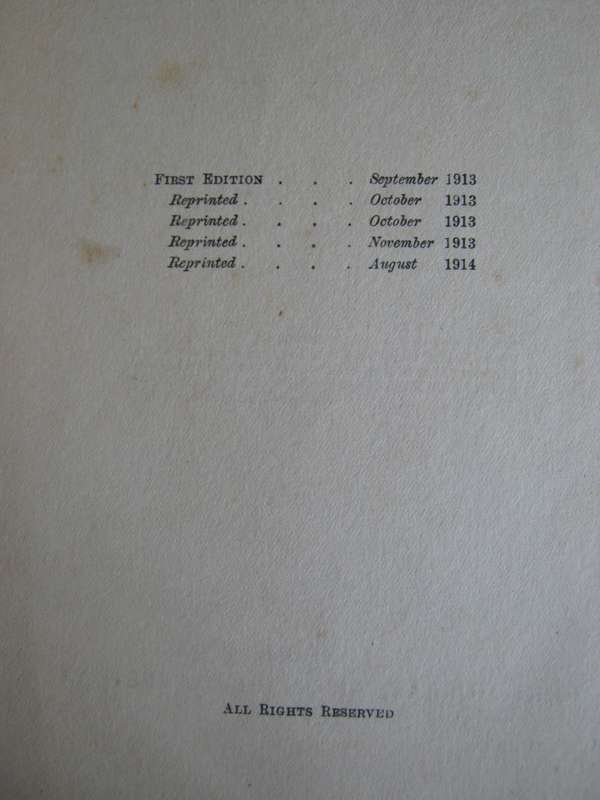 FIRST EDITION . . . September 1913
Reprinted . . . . October 1913
Reprinted . . . . October 1913
Reprinted . . . . November 1913
Reprinted . . . . August 1914
ALL RIGHTS RESERVED